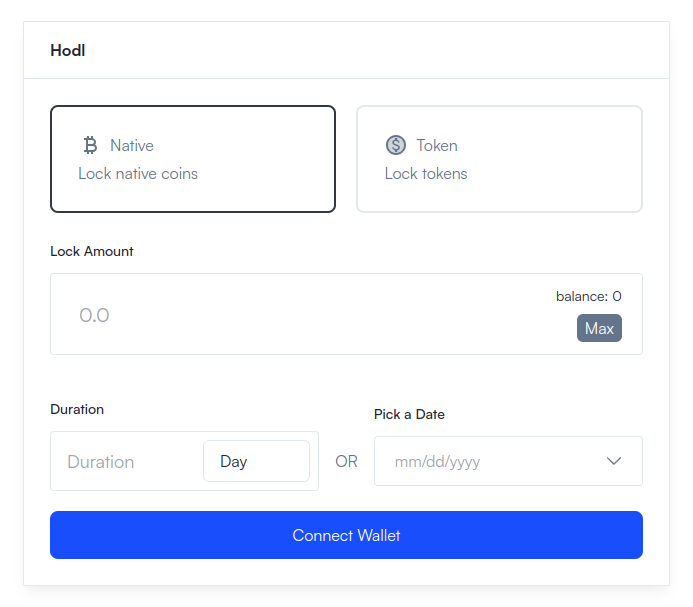 Hodl
Native
Lock native coins
Token
Lock tokens
Lock Amount
0.0
balance: 0
Max
Duration
Pick a Date
Duration
Day
OR
mm/dd/yyyy
Connect Wallet